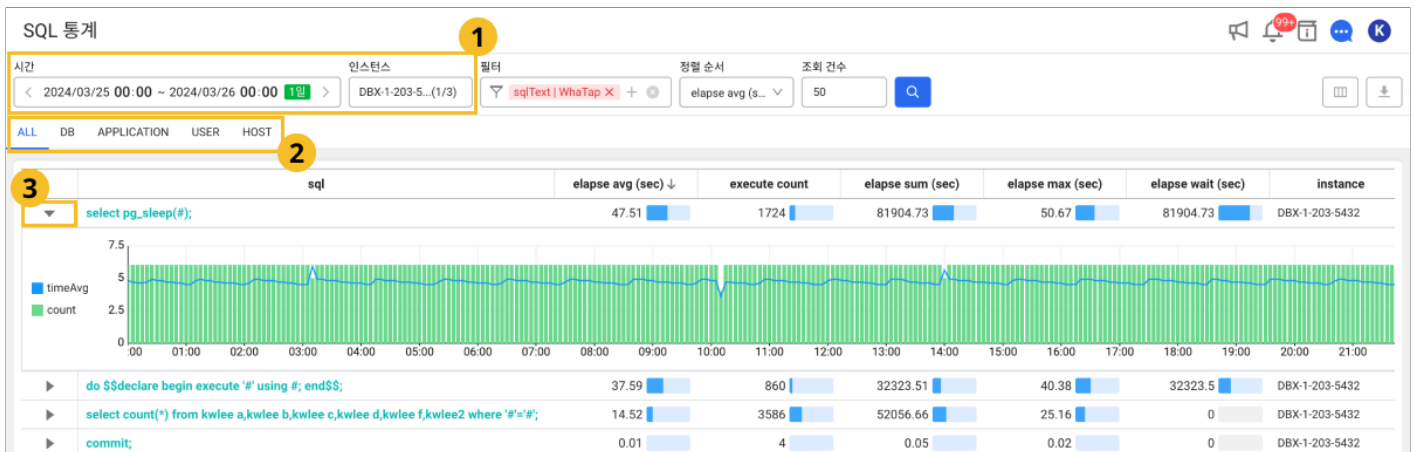 SQL 통계
1
99+
K
시간 인스턴스 필터 정렬 순서 조회 건수
2024/03/25 00:00 ~ 2024/03/26 00:00 1일 DBX-1-203-5...(1/3) sqlText | WhaTap elapse avg (s... 50
ALL DB APPLICATION USER HOST
2
3
sql elapse avg (sec) execute count elapse sum (sec) elapse max (sec) elapse wait (sec) instance
select pg_sleep(#); 47.51 1724 81904.73 50.67 81904.73 DBX-1-203-5432
7.5
5
2.5
0
timeAvg
count
:00 01:00 02:00 03:00 04:00 05:00 06:00 07:00 08:00 09:00 10:00 11:00 12:00 13:00 14:00 15:00 16:00 17:00 18:00 19:00 20:00 21:00
do $$declare begin execute '#' using #; end$$; 37.59 860 32323.51 40.38 32323.5 DBX-1-203-5432
select count(*) from kwlee a,kwlee b,kwlee c,kwlee d,kwlee f,kwlee2 where '#'='#'; 14.52 3586 52056.66 25.16 0 DBX-1-203-5432
commit; 0.01 4 0.05 0.02 0 DBX-1-203-5432